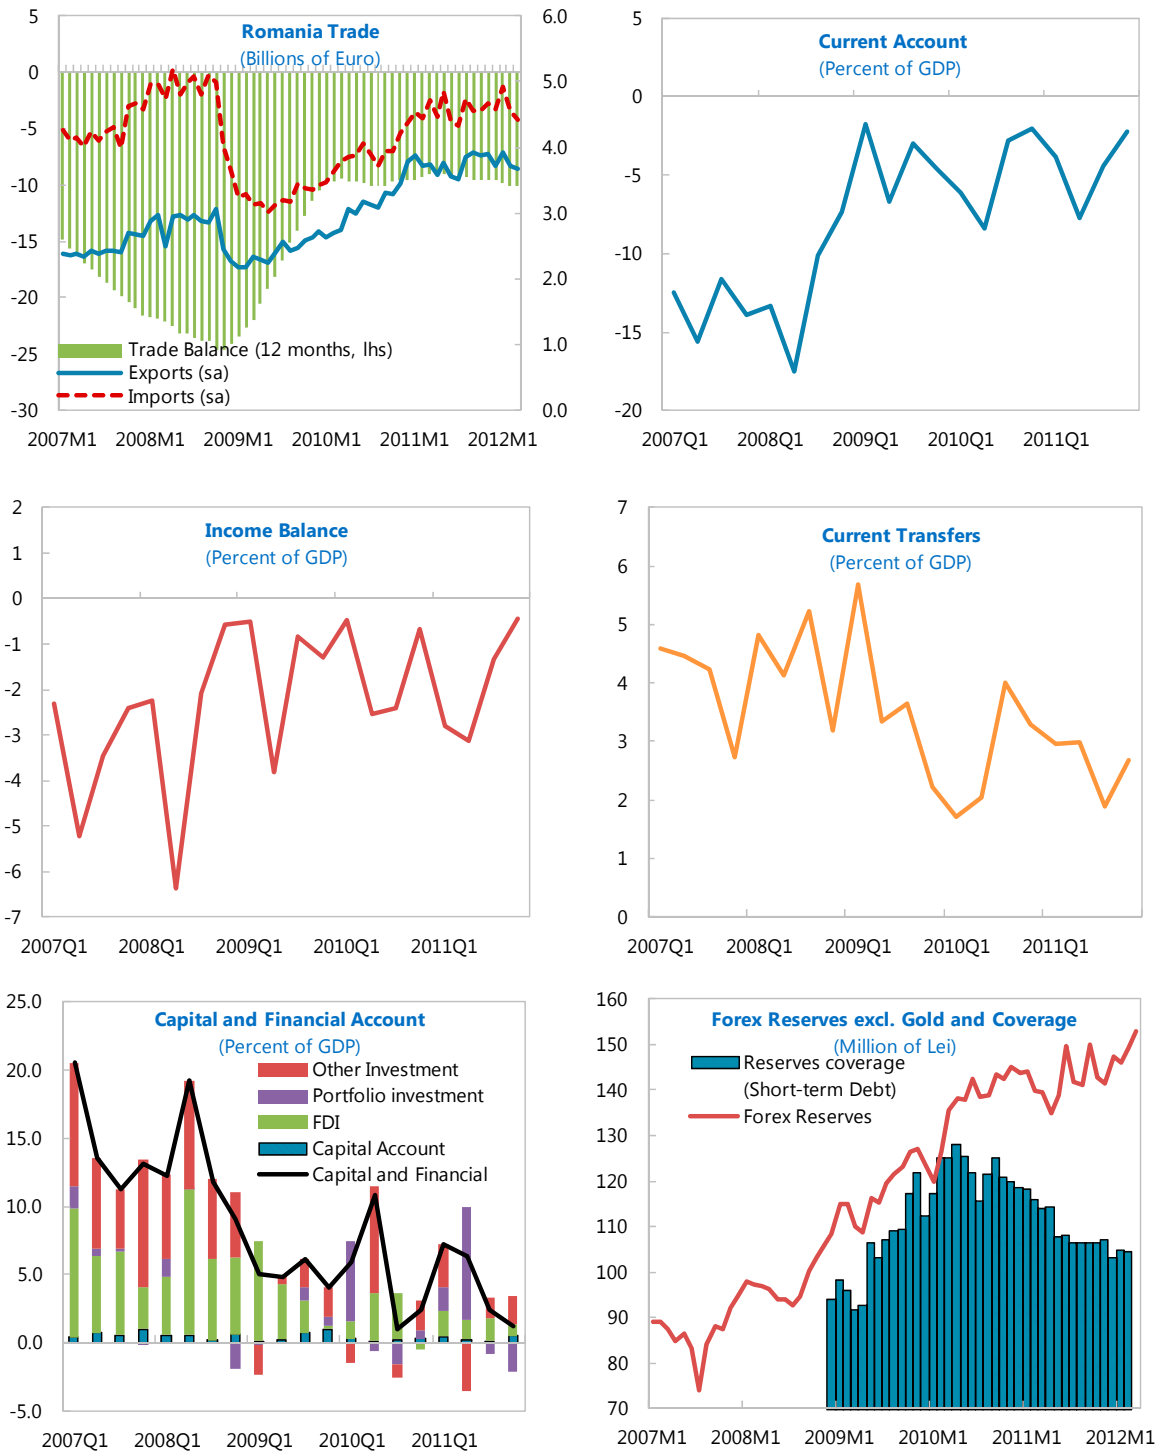 Romania Trade
(Billions of Euro)
5
0
-5
-10
-15
-20
-25
-30
6.0
5.0
4.0
3.0
2.0
1.0
0.0
Trade Balance (12 months, lhs)
Exports (sa)
Imports (sa)
2007M1 2008M1 2009M1 2010M1 2011M1 2012M1
Current Account
(Percent of GDP)
5
0
-5
-10
-15
-20
2007Q1 2008Q1 2009Q1 2010Q1 2011Q1
Income Balance
(Percent of GDP)
2
1
0
-1
-2
-3
-4
-5
-6
-7
2007Q1 2008Q1 2009Q1 2010Q1 2011Q1
Current Transfers
(Percent of GDP)
7
6
5
4
3
2
1
0
2007Q1 2008Q1 2009Q1 2010Q1 2011Q1
Capital and Financial Account
(Percent of GDP)
25.0
20.0
15.0
10.0
5.0
0.0
-5.0
Other Investment
Portfolio investment
FDI
Capital Account
Capital and Financial
2007Q1 2008Q1 2009Q1 2010Q1 2011Q1
Forex Reserves excl. Gold and Coverage
(Million of Lei)
160
150
140
130
120
110
100
90
80
70
Reserves coverage
(Short-term Debt)
Forex Reserves
2007M1 2008M1 2009M1 2010M1 2011M1 2012M1